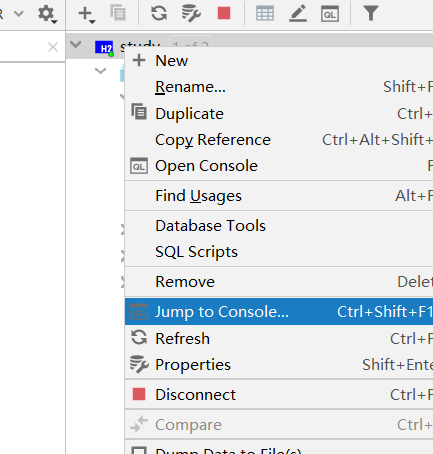 R
study 1 of 3
H2
New
Rename... Shift+F
Duplicate Ctrl+
Copy Reference Ctrl+Alt+Shift+
QL Open Console F
Find Usages Alt+F
Database Tools
SQL Scripts
Remove Delet
QL Jump to Console... Ctrl+Shift+F1
Refresh Ctrl+F
Properties Shift+Ente
Disconnect Ctrl+F
Compare Ctrl+
Dump Data to File(s)